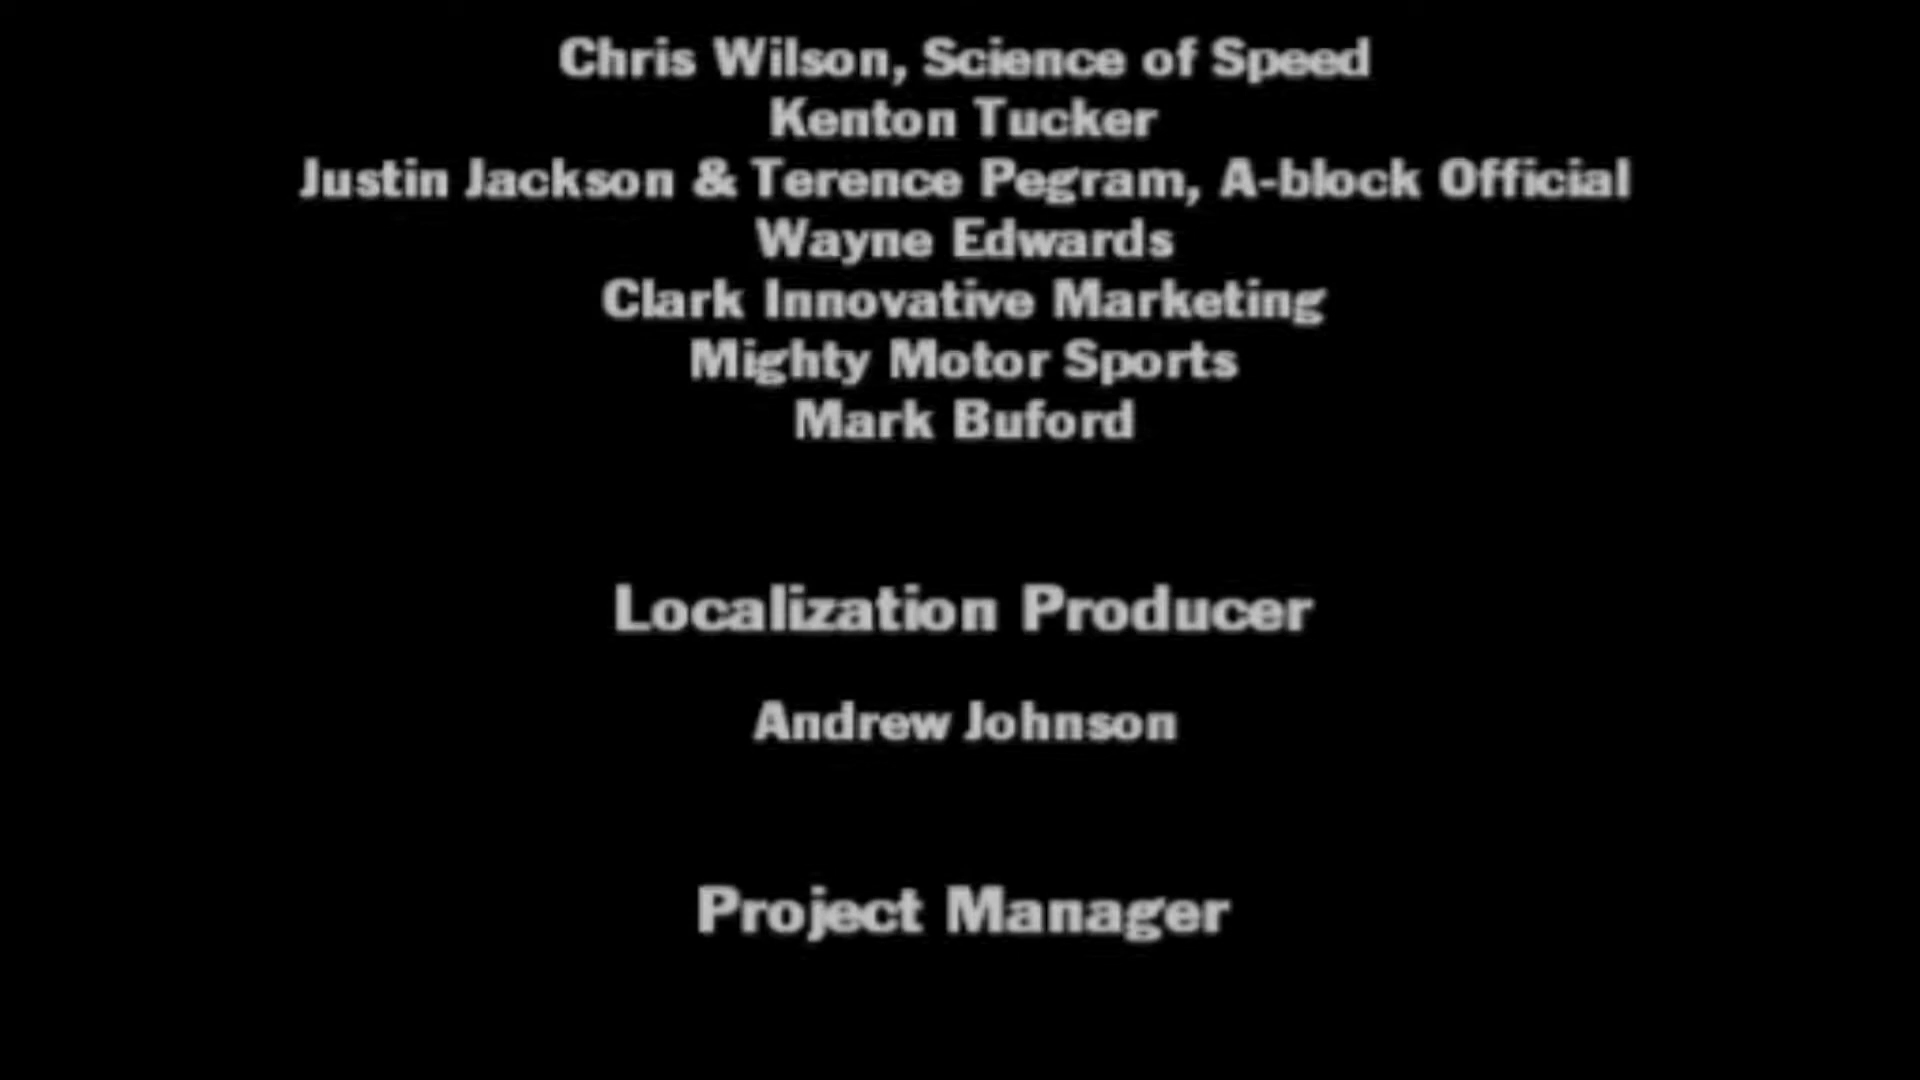 Chris Wilson, Science of Speed
Kenton Tucker
Justin Jackson & Terence Pegram, A-block Official
Wayne Edwards
Clark Innovative Marketing
Mighty Motor Sports
Mark Buford
Localization Producer
Andrew Johnson
Project Manager